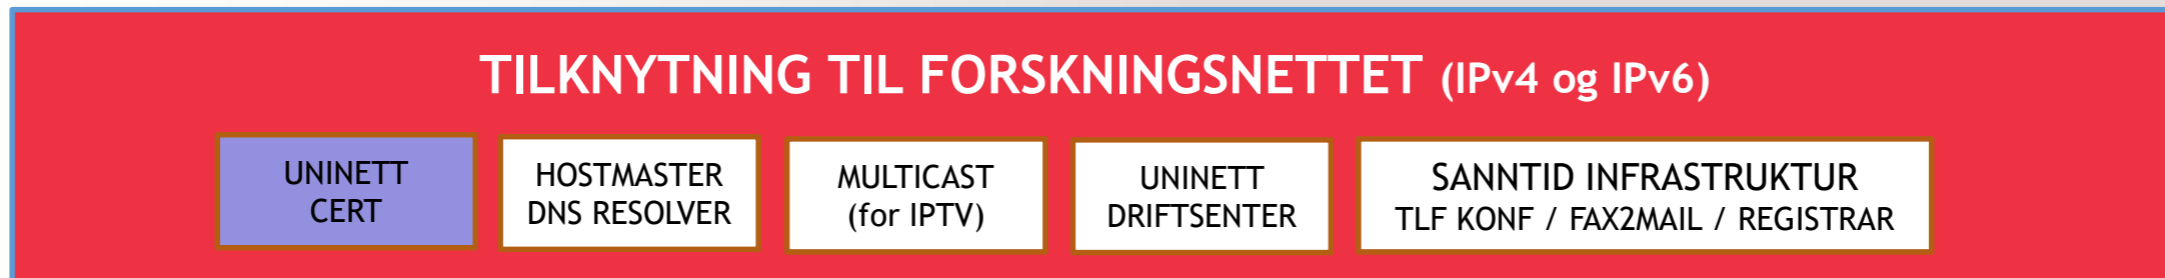 TILKNYTNING TIL FORSKNINGSNETTET (IPv4 og IPv6)
UNINETT
CERT
HOSTMASTER
DNS RESOLVER
MULTICAST
(for IPTV)
UNINETT
DRIFTSENTER
SANNTID INFRASTRUKTUR
TLF KONF / FAX2MAIL / REGISTRAR